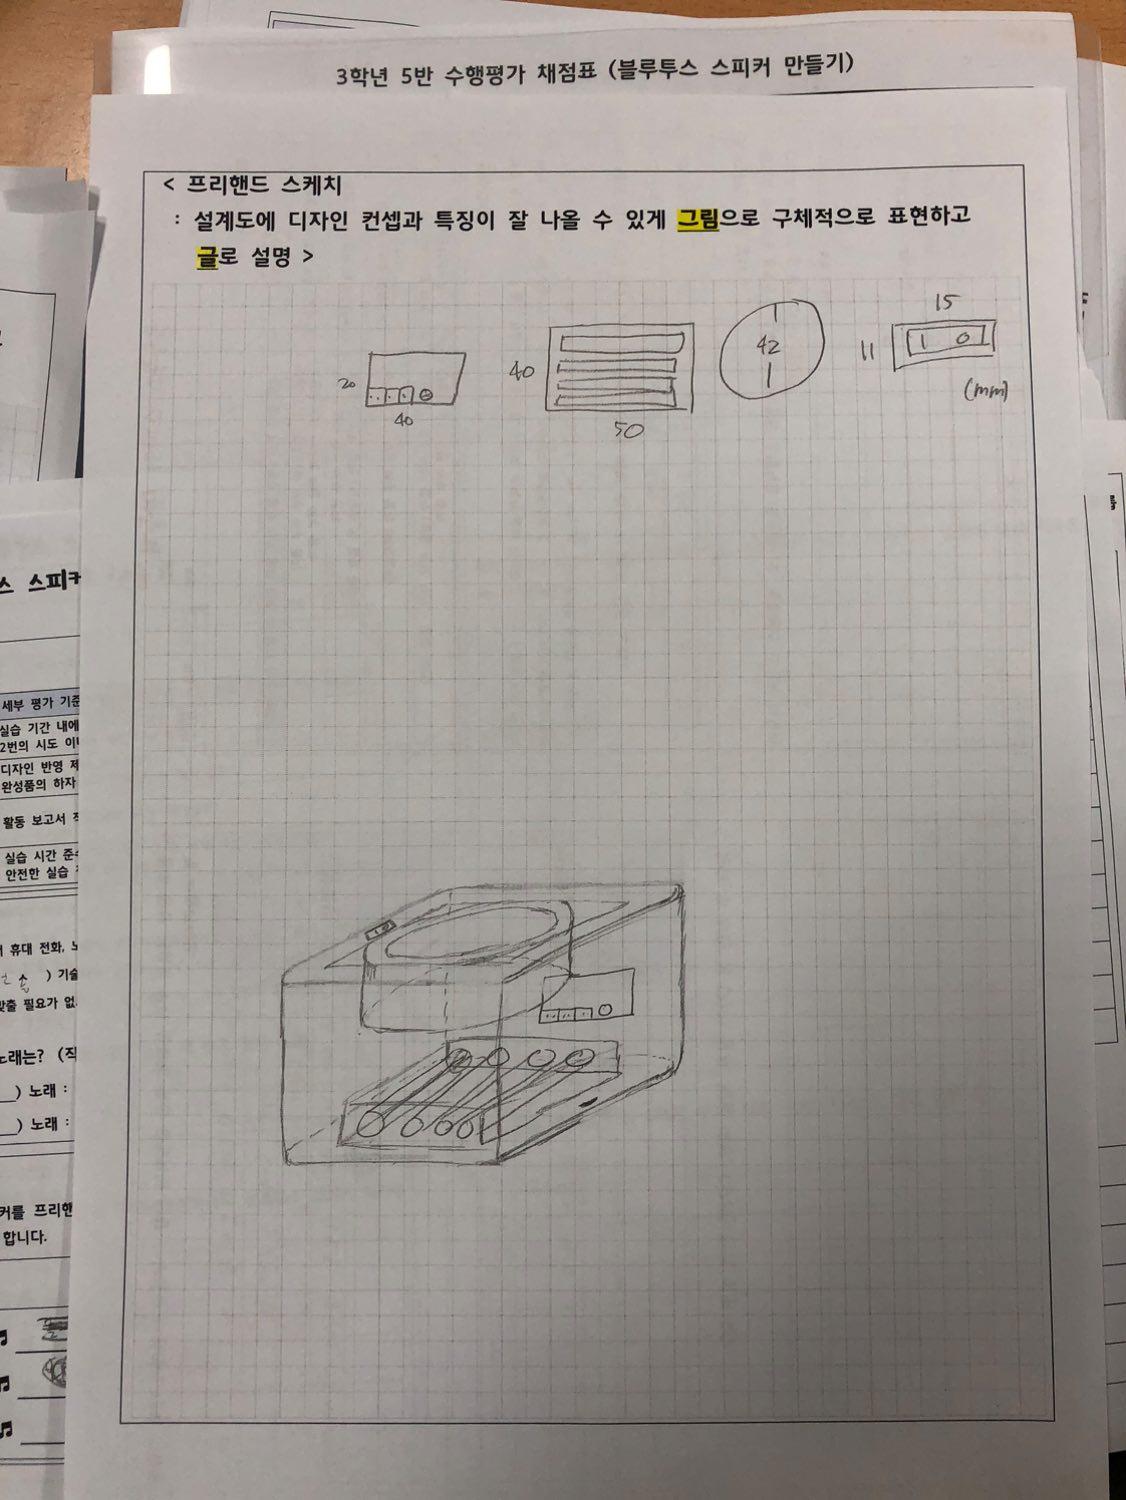 3학년 5반 수행평가 채점표 (블루투스 스피커 만들기)
< 프리핸드 스케치
: 설계도에 디자인 컨셉과 특징이 잘 나올 수 있게 그림으로 구체적으로 표현하고
글로 설명 >
20
40
40
50
42
15
11
1 0
(mm)
스 스피커
세부 평가 기준
실습 기간 내에
2번의 시도 이
디자인 반영 제
완성품의 하자
활동 보고서 작
실습 시간 준수
안전한 실습
휴대 전화, 노
) 기술
맞출 필요가 없
노래는? (직
) 노래 :
) 노래 :
커를 프리핸
합니다.